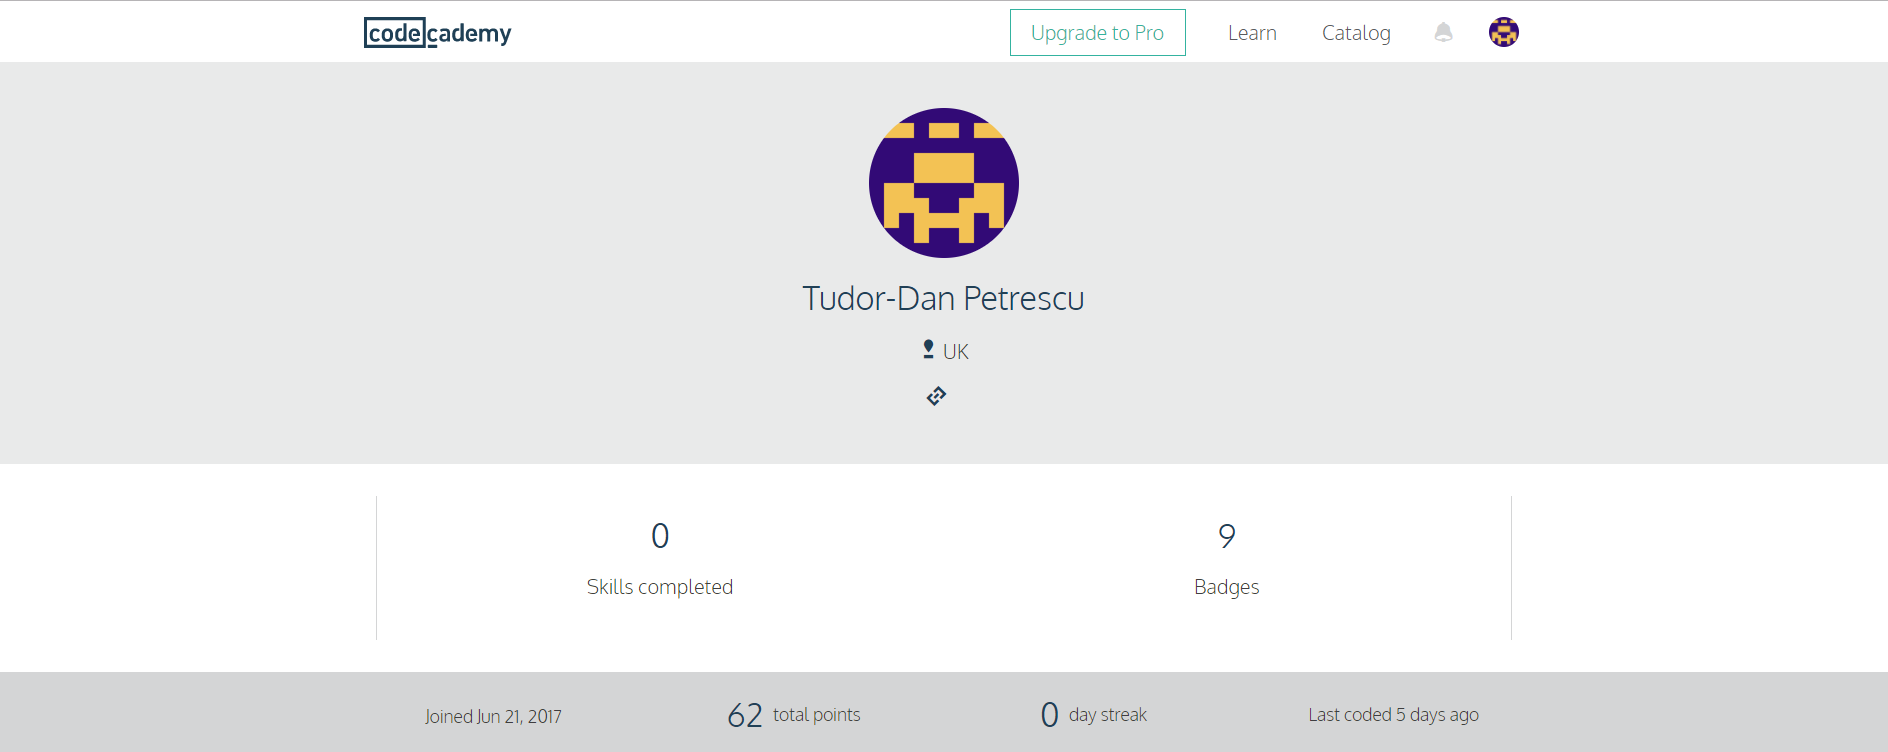 codecademy
Upgrade to Pro
Learn
Catalog
Tudor-Dan Petrescu
UK
0
Skills completed
9
Badges
Joined Jun 21, 2017
62 total points
0 day streak
Last coded 5 days ago